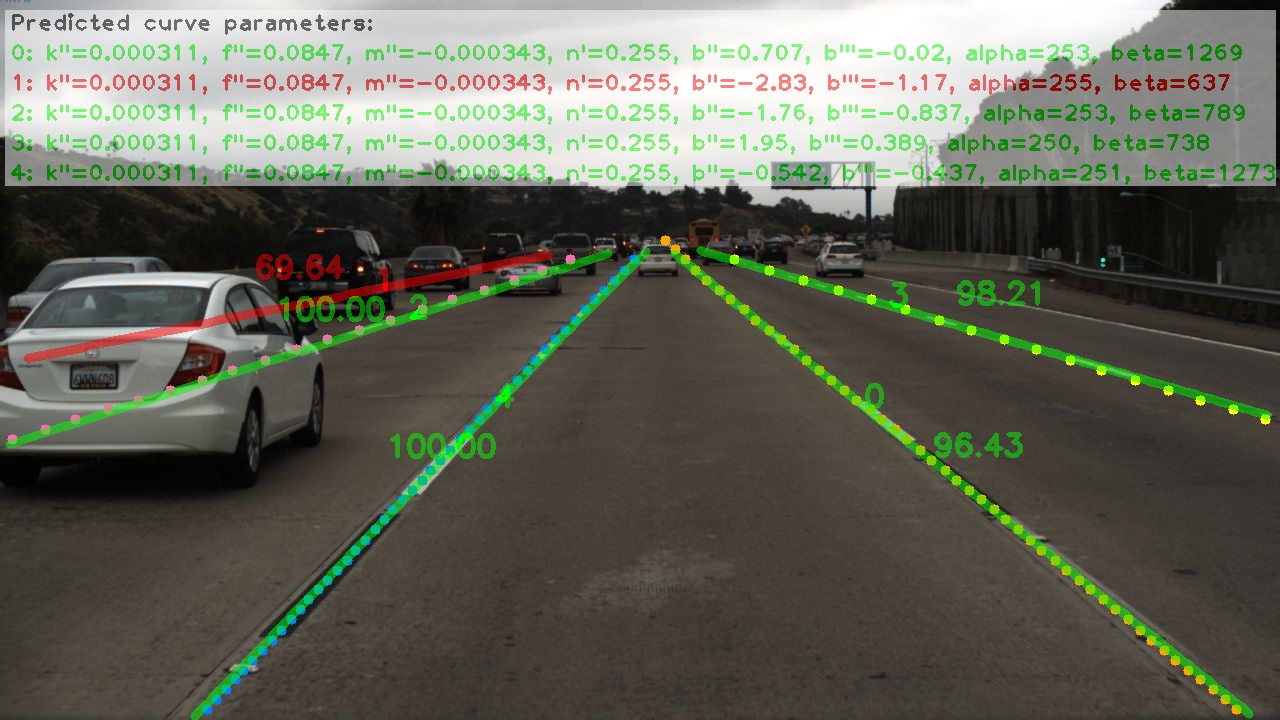 Predicted curve parameters:
0: k''=0.000311, f''=0.0847, m''=-0.000343, n'=0.255, b''=0.707, b'''=-0.02, alpha=253, beta=1269
1: k''=0.000311, f''=0.0847, m''=-0.000343, n'=0.255, b''=-2.83, b'''=-1.17, alpha=255, beta=637
2: k''=0.000311, f''=0.0847, m''=-0.000343, n'=0.255, b''=-1.76, b'''=-0.837, alpha=253, beta=789
3: k''=0.000311, f''=0.0847, m''=-0.000343, n'=0.255, b''=1.95, b'''=0.389, alpha=250, beta=738
4: k''=0.000311, f''=0.0847, m''=-0.000343, n'=0.255, b''=-0.542, b'''=-0.437, alpha=251, beta=1273
69.64 1
100.00 2
3 98.21
4
0
100.00
96.43